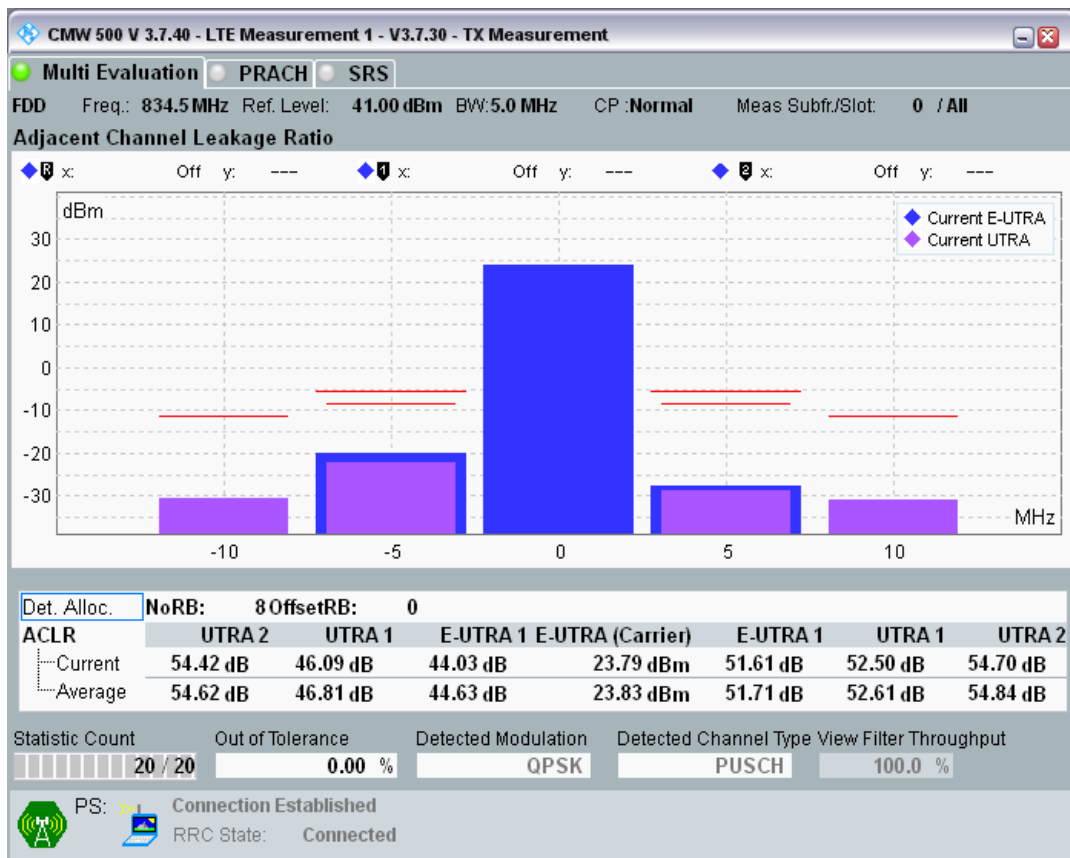 CMW 500 V 3.7.40 - LTE Measurement 1 - V3.7.30 - TX Measurement
Multi Evaluation PRACH SRS
FDD Freq.: 834.5 MHz Ref. Level: 41.00 dBm BW:5.0 MHz CP :Normal Meas Subfr./Slot: 0 / All
Adjacent Channel Leakage Ratio
R x: Off y: --- 1 x: Off y: --- 2 x: Off y: ---
dBm
Current E-UTRA
Current UTRA
30
20
10
0
-10
-20
-30
MHz
-10 -5 0 5 10
Det. Alloc. NoRB: 8 OffsetRB: 0
ACLR UTRA 2 UTRA 1 E-UTRA 1 E-UTRA (Carrier) E-UTRA 1 UTRA 1 UTRA 2
Current 54.42 dB 46.09 dB 44.03 dB 23.79 dBm 51.61 dB 52.50 dB 54.70 dB
Average 54.62 dB 46.81 dB 44.63 dB 23.83 dBm 51.71 dB 52.61 dB 54.84 dB
Statistic Count Out of Tolerance Detected Modulation Detected Channel Type View Filter Throughput
20 / 20 0.00 % QPSK PUSCH 100.0 %
PS: Connection Established
RRC State: Connected